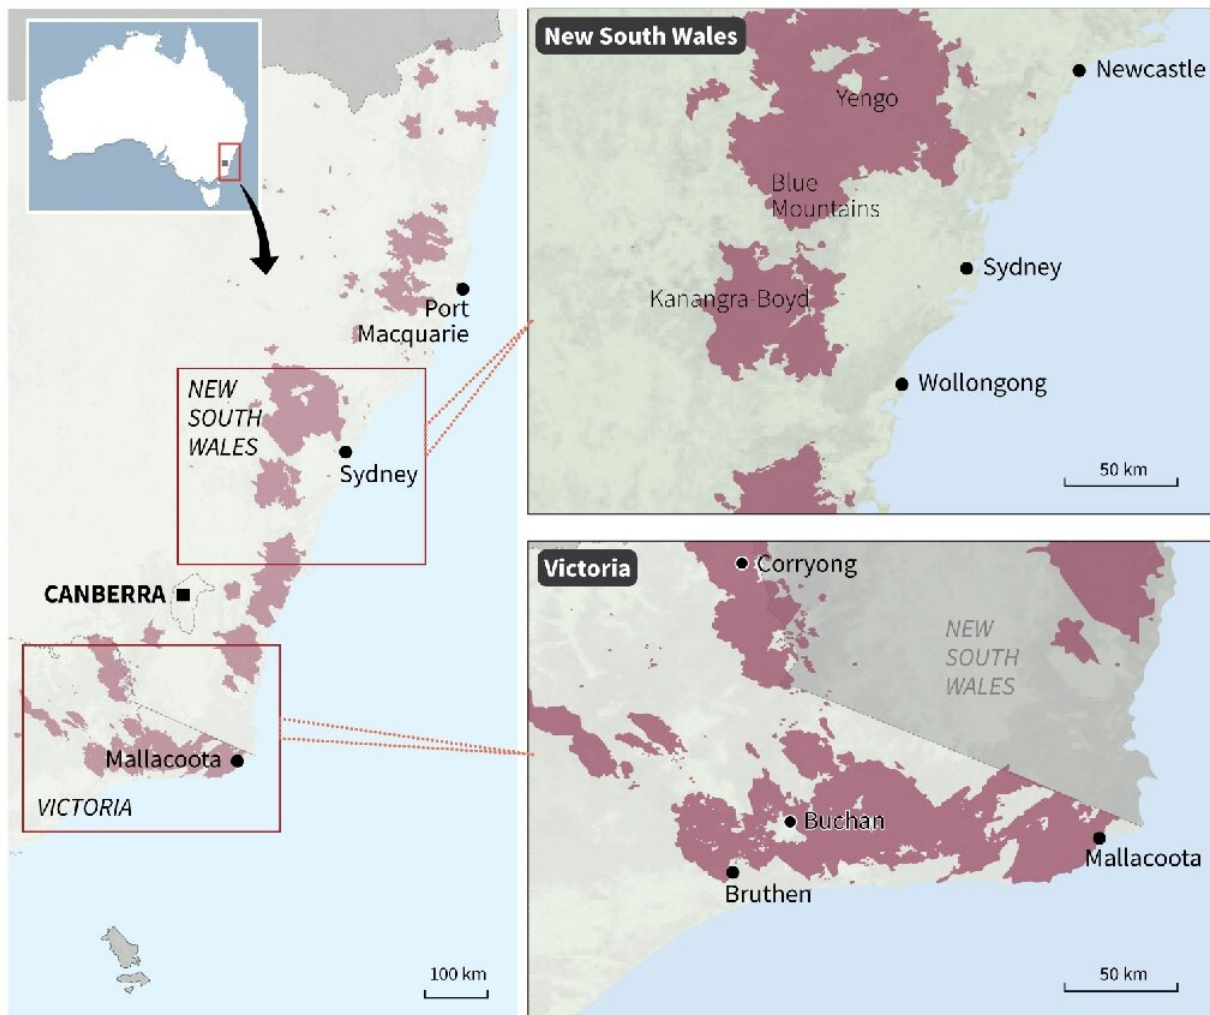 Port
Macquarie
NEW
SOUTH
WALES
Sydney
CANBERRA
Mallacoota
VICTORIA
100 km
New South Wales
Newcastle
Yengo
Blue
Mountains
Sydney
Kanangra-Boyd
Wollongong
50 km
Victoria
Corryong
NEW
SOUTH
WALES
Buchan
Mallacoota
Bruthen
50 km